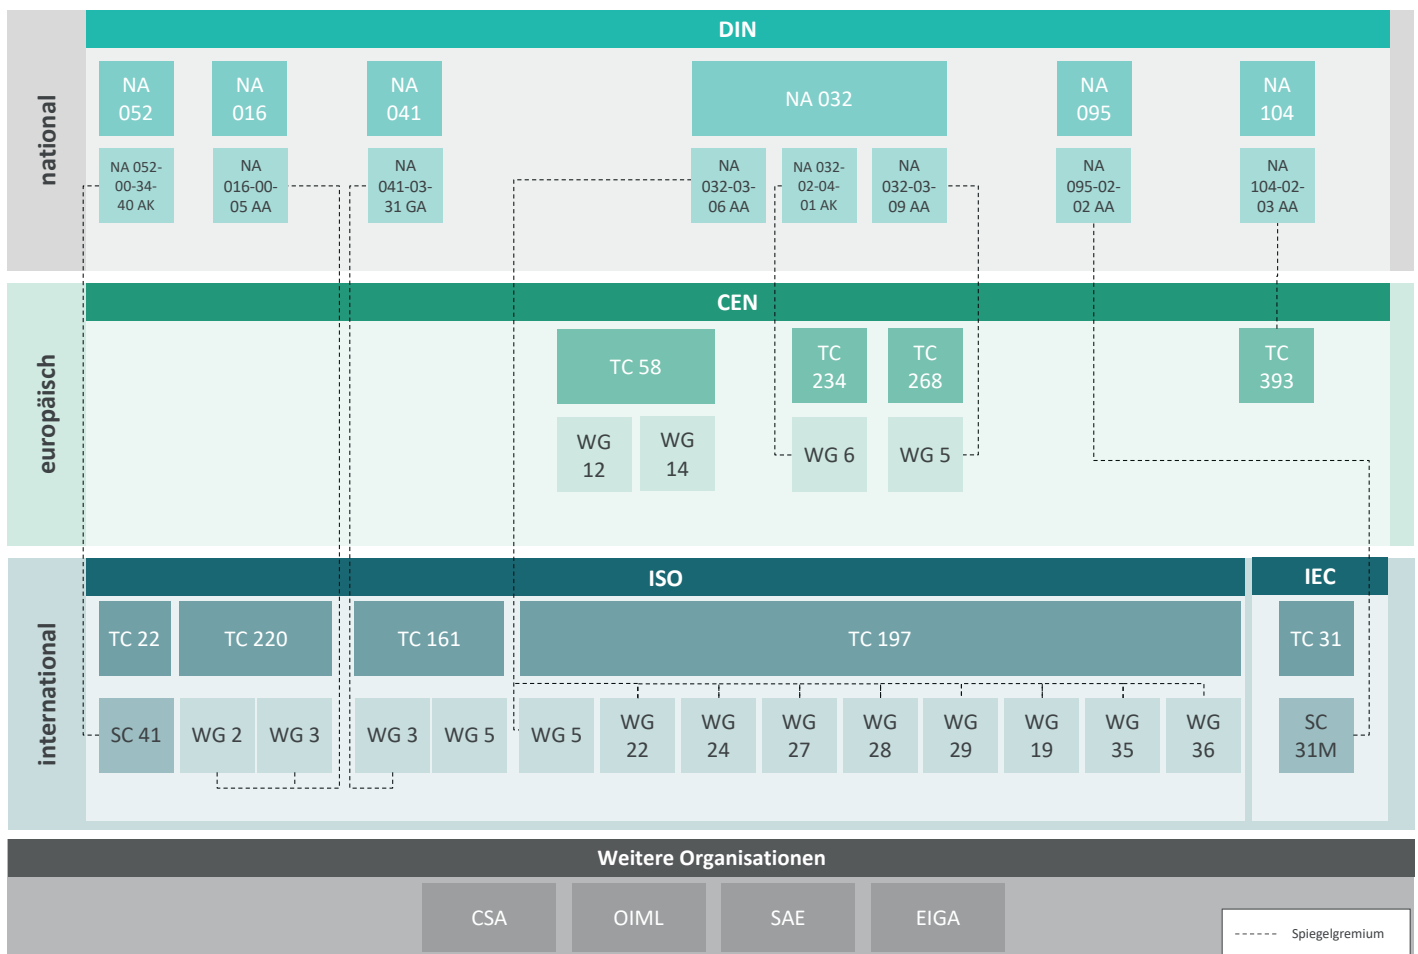 DIN
national
NA
052
NA
016
NA
041
NA 032
NA
095
NA
104
NA 052-
00-34-
40 AK
NA
016-00-
05 AA
NA
041-03-
31 GA
NA
032-03-
06 AA
NA 032-
02-04-
01 AK
NA
032-03-
09 AA
NA
095-02-
02 AA
NA
104-02-
03 AA
CEN
europäisch
TC 58
TC
234
TC
268
TC
393
WG
12
WG
14
WG 6
WG 5
ISO
IEC
international
TC 22
TC 220
TC 161
TC 197
TC 31
SC 41
WG 2
WG 3
WG 3
WG 5
WG 5
WG
22
WG
24
WG
27
WG
28
WG
29
WG
19
WG
35
WG
36
SC
31M
Weitere Organisationen
CSA
OIML
SAE
EIGA
Spiegelgremium